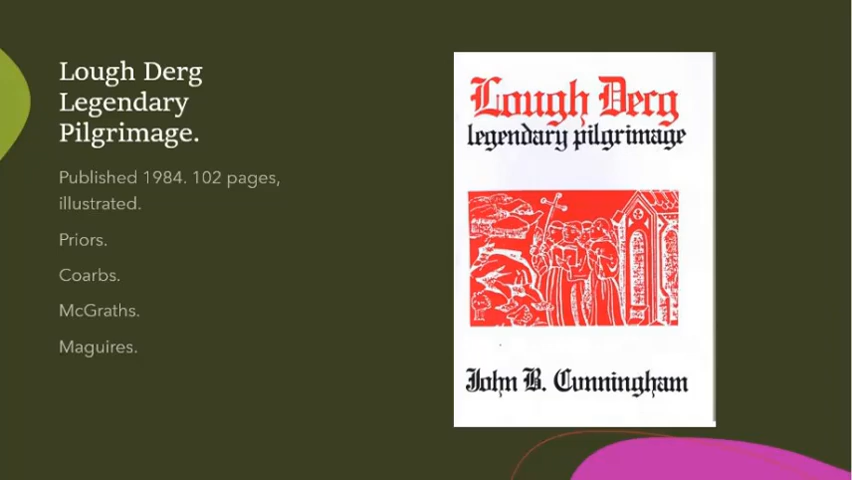 Lough Derg
Legendary
Pilgrimage.
Published 1984. 102 pages,
illustrated.
Priors.
Coarbs.
McGraths.
Maguires.
Lough Derg
legendary pilgrimage
John B. Cunningham